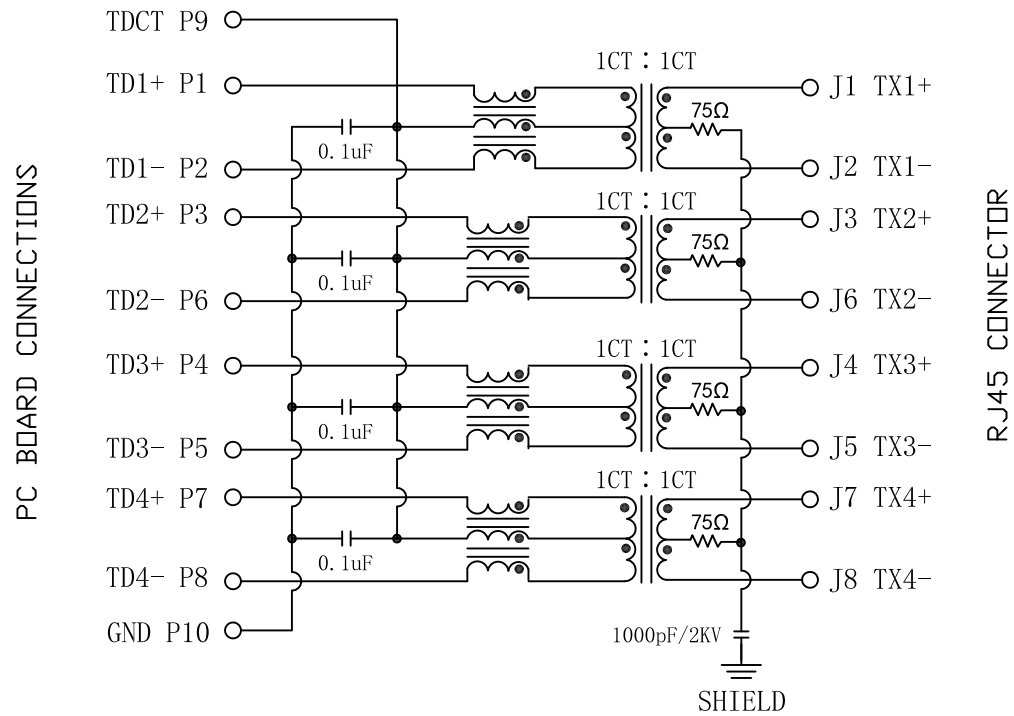 TDCT P9
1CT : 1CT
TD1+ P1
J1 TX1+
75Ω
0.1uF
TD1- P2
J2 TX1-
1CT : 1CT
TD2+ P3
J3 TX2+
75Ω
0.1uF
TD2- P6
J6 TX2-
1CT : 1CT
TD3+ P4
J4 TX3+
75Ω
0.1uF
TD3- P5
J5 TX3-
1CT : 1CT
TD4+ P7
J7 TX4+
75Ω
0.1uF
TD4- P8
J8 TX4-
GND P10
1000pF/2KV
SHIELD
PC BOARD CONNECTIONS
RJ45 CONNECTOR